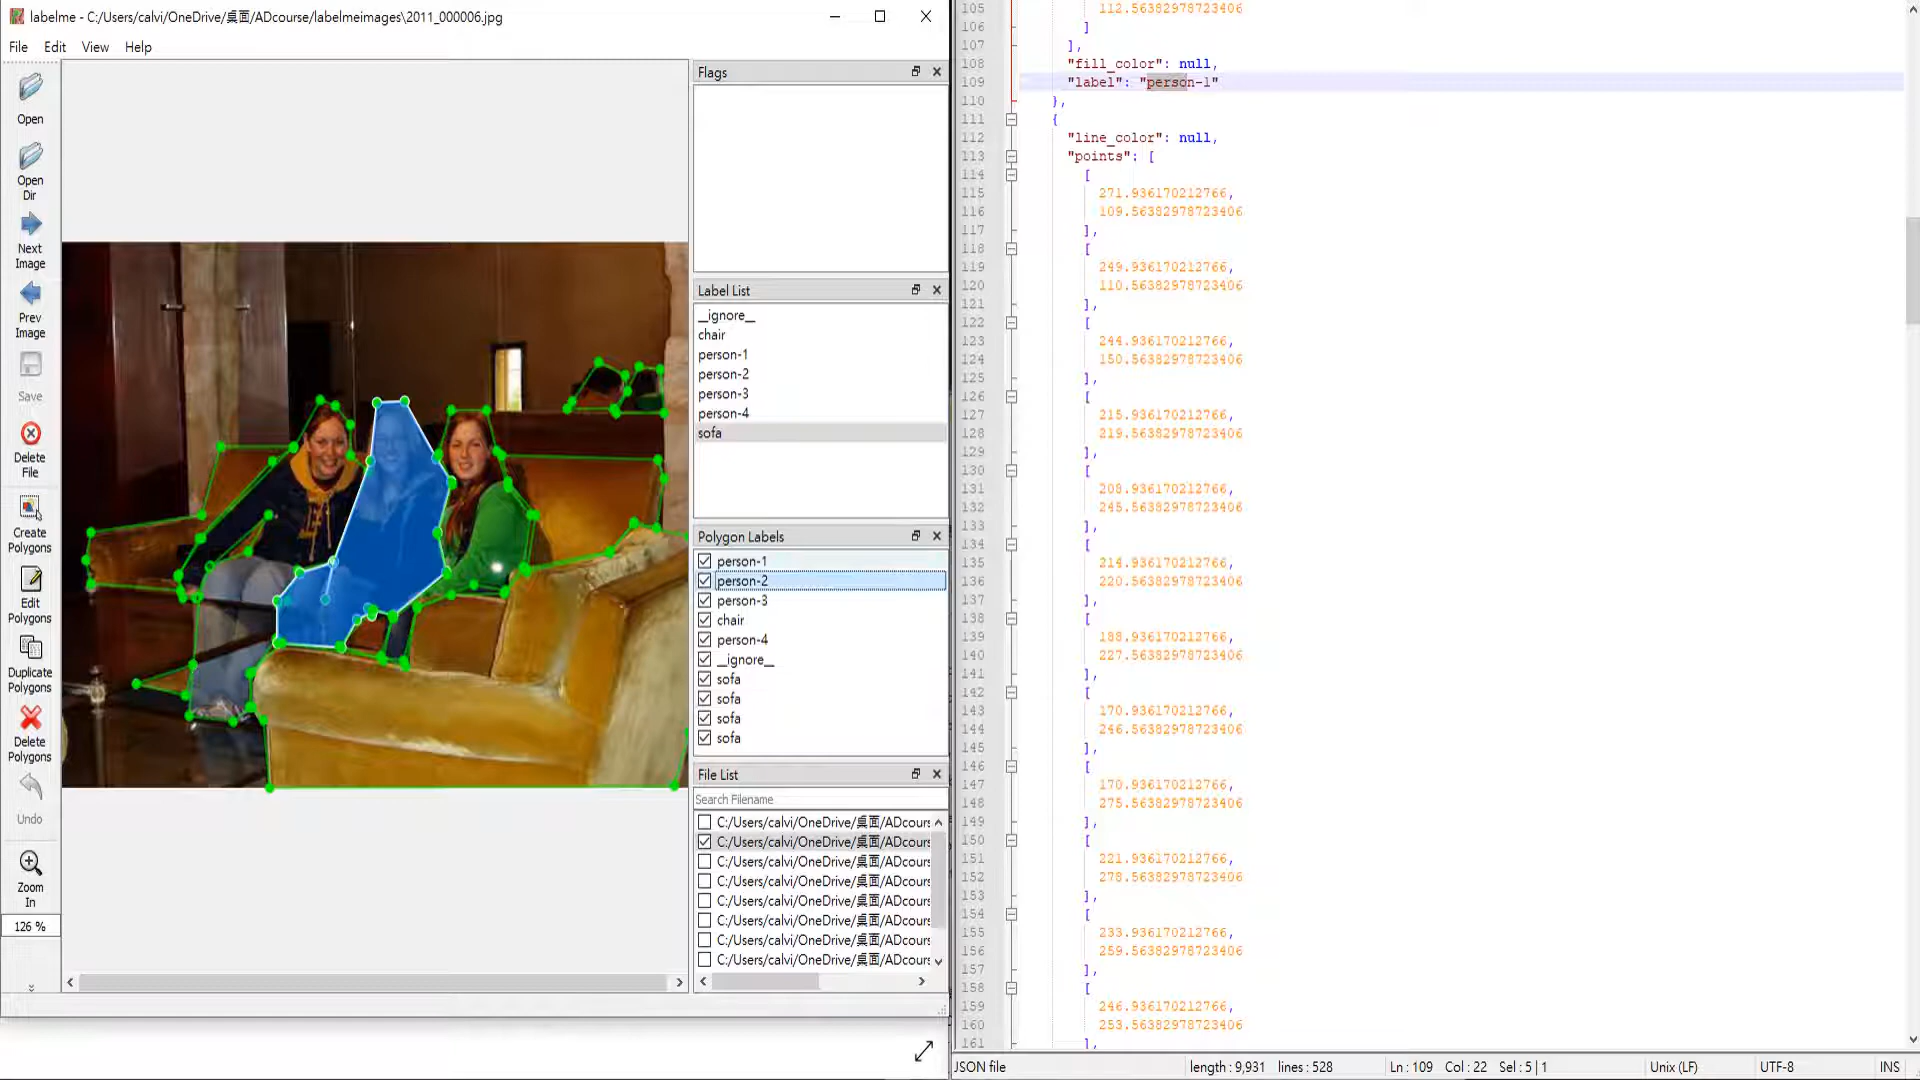 labelme - C:/Users/calvi/OneDrive/桌面/ADcourse/labelmeimages\2011_000006.jpg
File Edit View Help
Open
Open
Dir
Next
Image
Prev
Image
Save
Delete
File
Create
Polygons
Edit
Polygons
Duplicate
Polygons
Delete
Polygons
Undo
Zoom
In
126 %
Flags
Label List
__ignore__
chair
person-1
person-2
person-3
person-4
sofa
Polygon Labels
person-1
person-2
person-3
chair
person-4
__ignore__
sofa
sofa
sofa
sofa
File List
Search Filename
C:/Users/calvi/OneDrive/桌面/ADcours
C:/Users/calvi/OneDrive/桌面/ADcours
C:/Users/calvi/OneDrive/桌面/ADcours
C:/Users/calvi/OneDrive/桌面/ADcours
C:/Users/calvi/OneDrive/桌面/ADcours
C:/Users/calvi/OneDrive/桌面/ADcours
C:/Users/calvi/OneDrive/桌面/ADcours
C:/Users/calvi/OneDrive/桌面/ADcours
105 112.56382978723406
106 ]
107 ],
108 "fill_color": null,
109 "label": "person-1"
110 },
111 {
112 "line_color": null,
113 "points": [
114 [
115 271.936170212766,
116 109.56382978723406
117 ],
118 [
119 249.936170212766,
120 110.56382978723406
121 ],
122 [
123 244.936170212766,
124 150.56382978723406
125 ],
126 [
127 215.936170212766,
128 219.56382978723406
129 ],
130 [
131 208.936170212766,
132 245.56382978723406
133 ],
134 [
135 214.936170212766,
136 220.56382978723406
137 ],
138 [
139 188.936170212766,
140 227.56382978723406
141 ],
142 [
143 170.936170212766,
144 246.56382978723406
145 ],
146 [
147 170.936170212766,
148 275.56382978723406
149 ],
150 [
151 221.936170212766,
152 278.56382978723406
153 ],
154 [
155 233.936170212766,
156 259.56382978723406
157 ],
158 [
159 246.936170212766,
160 253.56382978723406
161 ],
JSON file length : 9,931 lines : 528 Ln : 109 Col : 22 Sel : 5 | 1 Unix (LF) UTF-8 INS